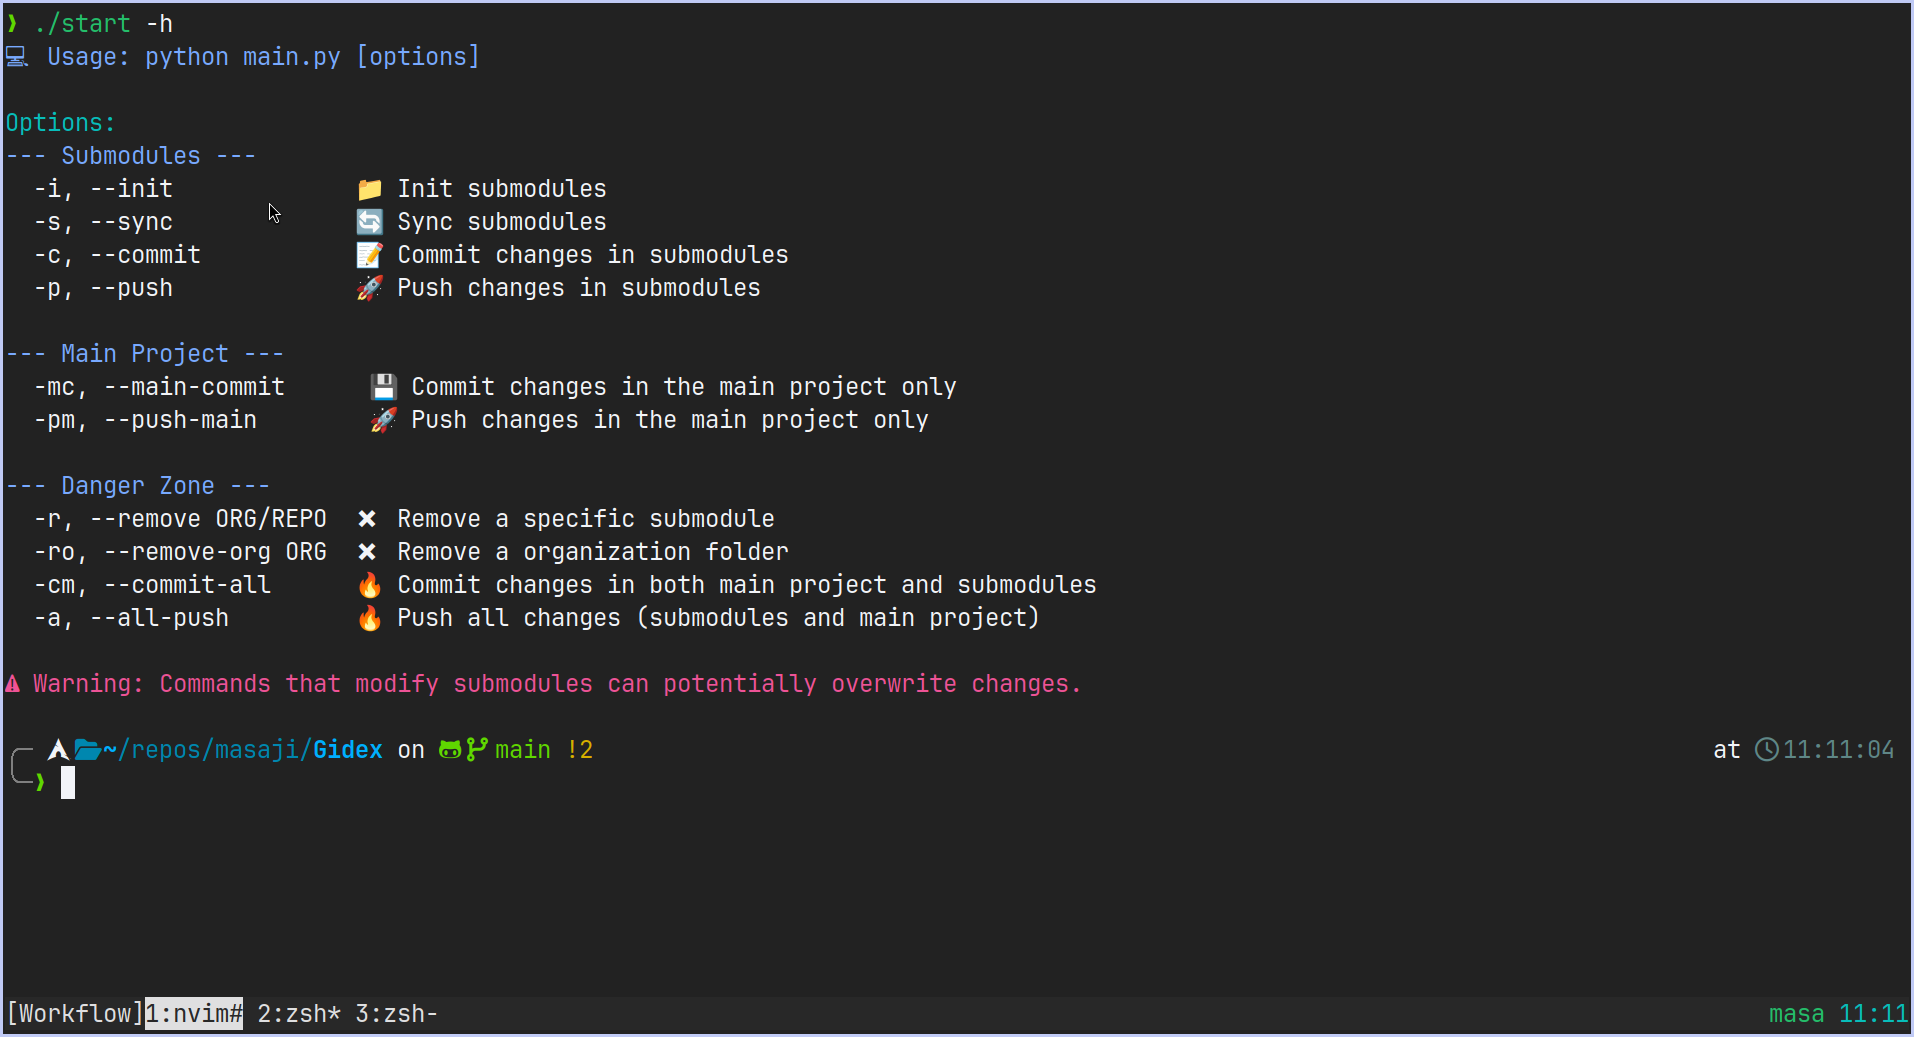 ❯ ./start -h
💻 Usage: python main.py [options]
Options:
--- Submodules ---
-i, --init 📁 Init submodules
-s, --sync 🔄 Sync submodules
-c, --commit 📝 Commit changes in submodules
-p, --push 🚀 Push changes in submodules
--- Main Project ---
-mc, --main-commit 💾 Commit changes in the main project only
-pm, --push-main 🚀 Push changes in the main project only
--- Danger Zone ---
-r, --remove ORG/REPO ✖ Remove a specific submodule
-ro, --remove-org ORG ✖ Remove a organization folder
-cm, --commit-all 🔥 Commit changes in both main project and submodules
-a, --all-push 🔥 Push all changes (submodules and main project)
⚠ Warning: Commands that modify submodules can potentially overwrite changes.
~/repos/masaji/Gidex on main !2 at 11:11:04
❯
[Workflow]1:nvim# 2:zsh* 3:zsh- masa 11:11